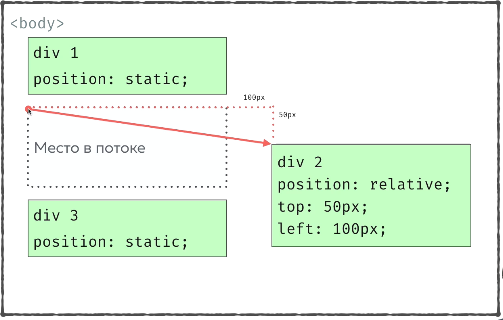 <body>
div 1
position: static;
100px
50px
Место в потоке
div 2
position: relative;
top: 50px;
left: 100px;
div 3
position: static;